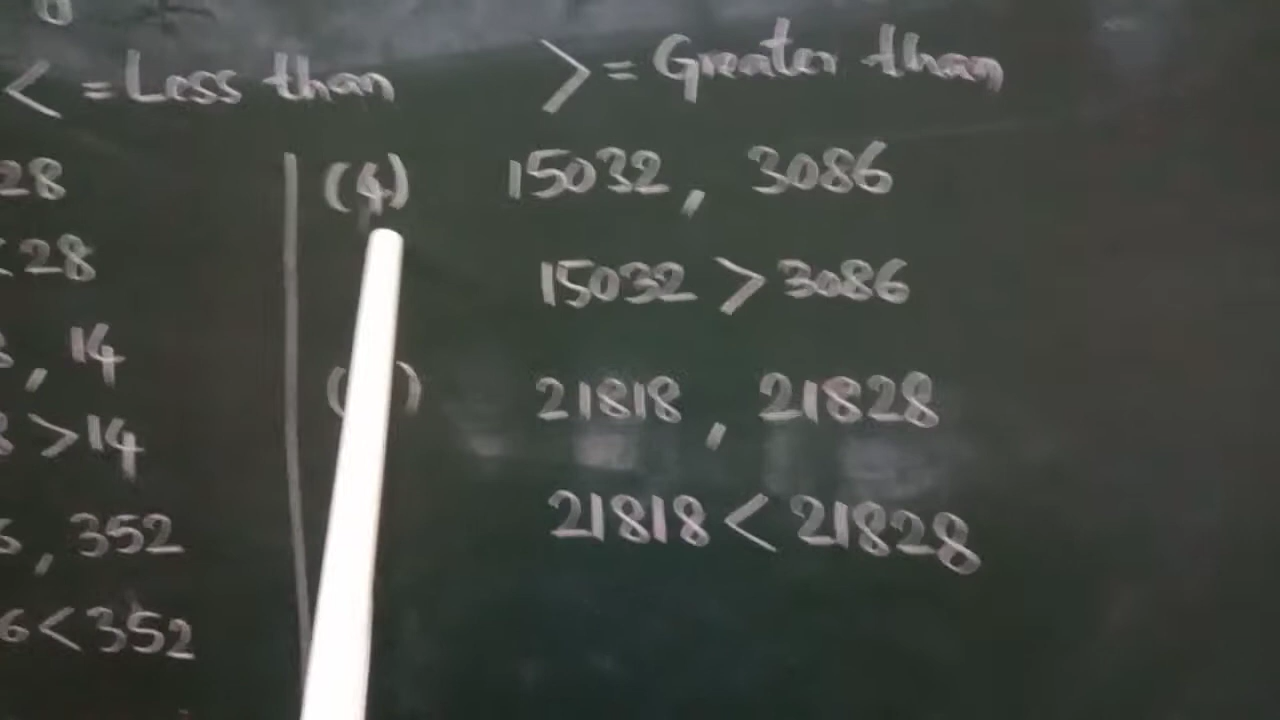 < = Less than
> = Greater than
28
<28
, 14
>14
, 352
6<352
(4) 15032, 3086
15032 > 3086
( ) 21818, 21828
21818 < 21828